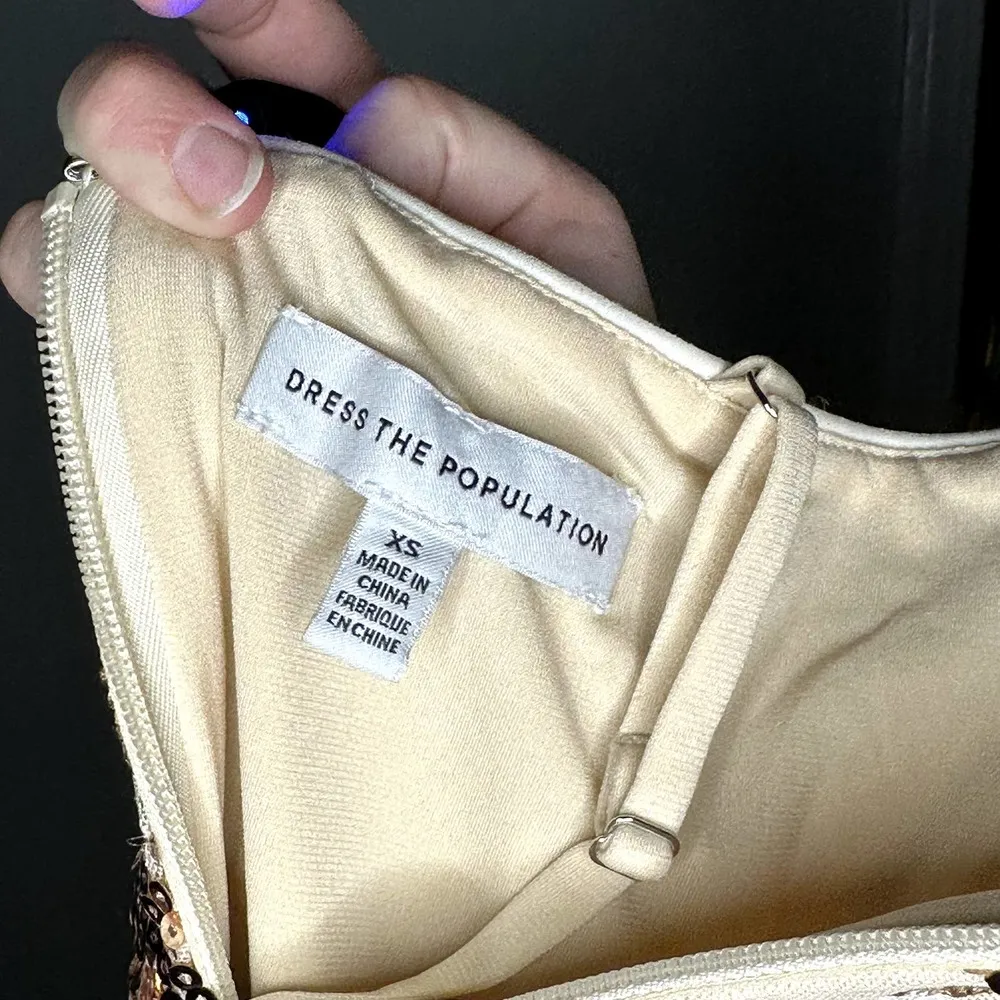 DRESS THE POPULATION
XS
MADE IN
CHINA
FABRIQUE
EN CHINE